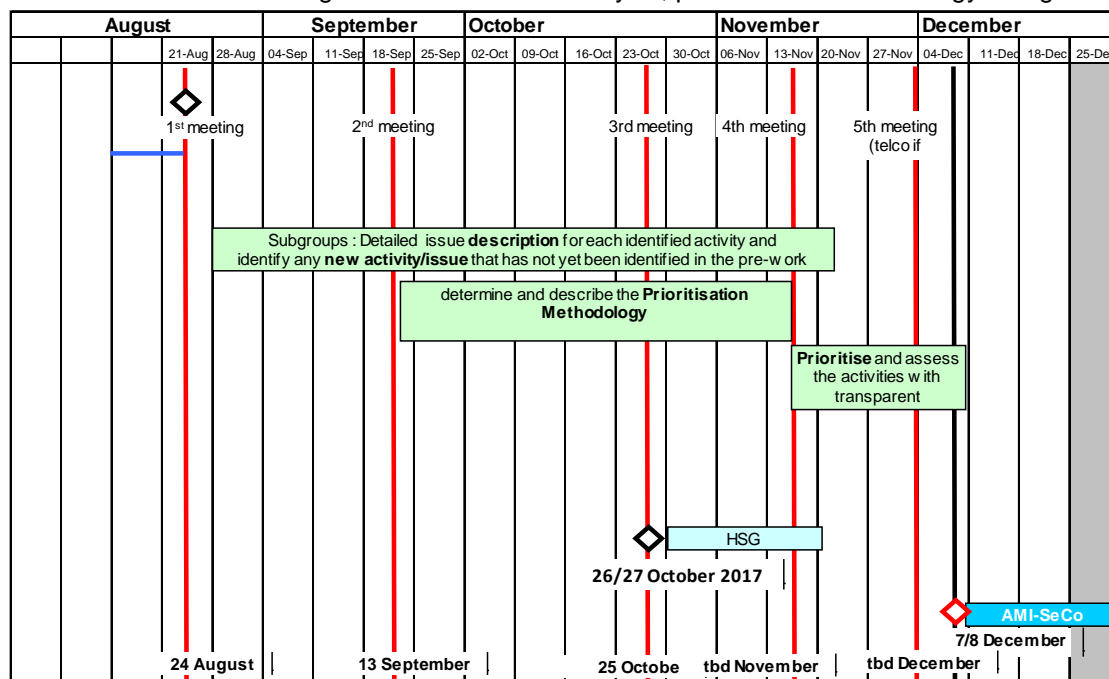 August September October November December
21-Aug 28-Aug 04-Sep 11-Sep 18-Sep 25-Sep 02-Oct 09-Oct 16-Oct 23-Oct 30-Oct 06-Nov 13-Nov 20-Nov 27-Nov 04-Dec 11-Dec 18-Dec 25-De
1st meeting 2nd meeting 3rd meeting 4th meeting 5th meeting
(telco if
Subgroups : Detailed issue description for each identified activity and
identify any new activity/issue that has not yet been identified in the pre-work
determine and describe the Prioritisation
Methodology
Prioritise and assess
the activities with
transparent
HSG
26/27 October 2017
AMI-SeCo
7/8 December
24 August 13 September 25 Octobe tbd November tbd December